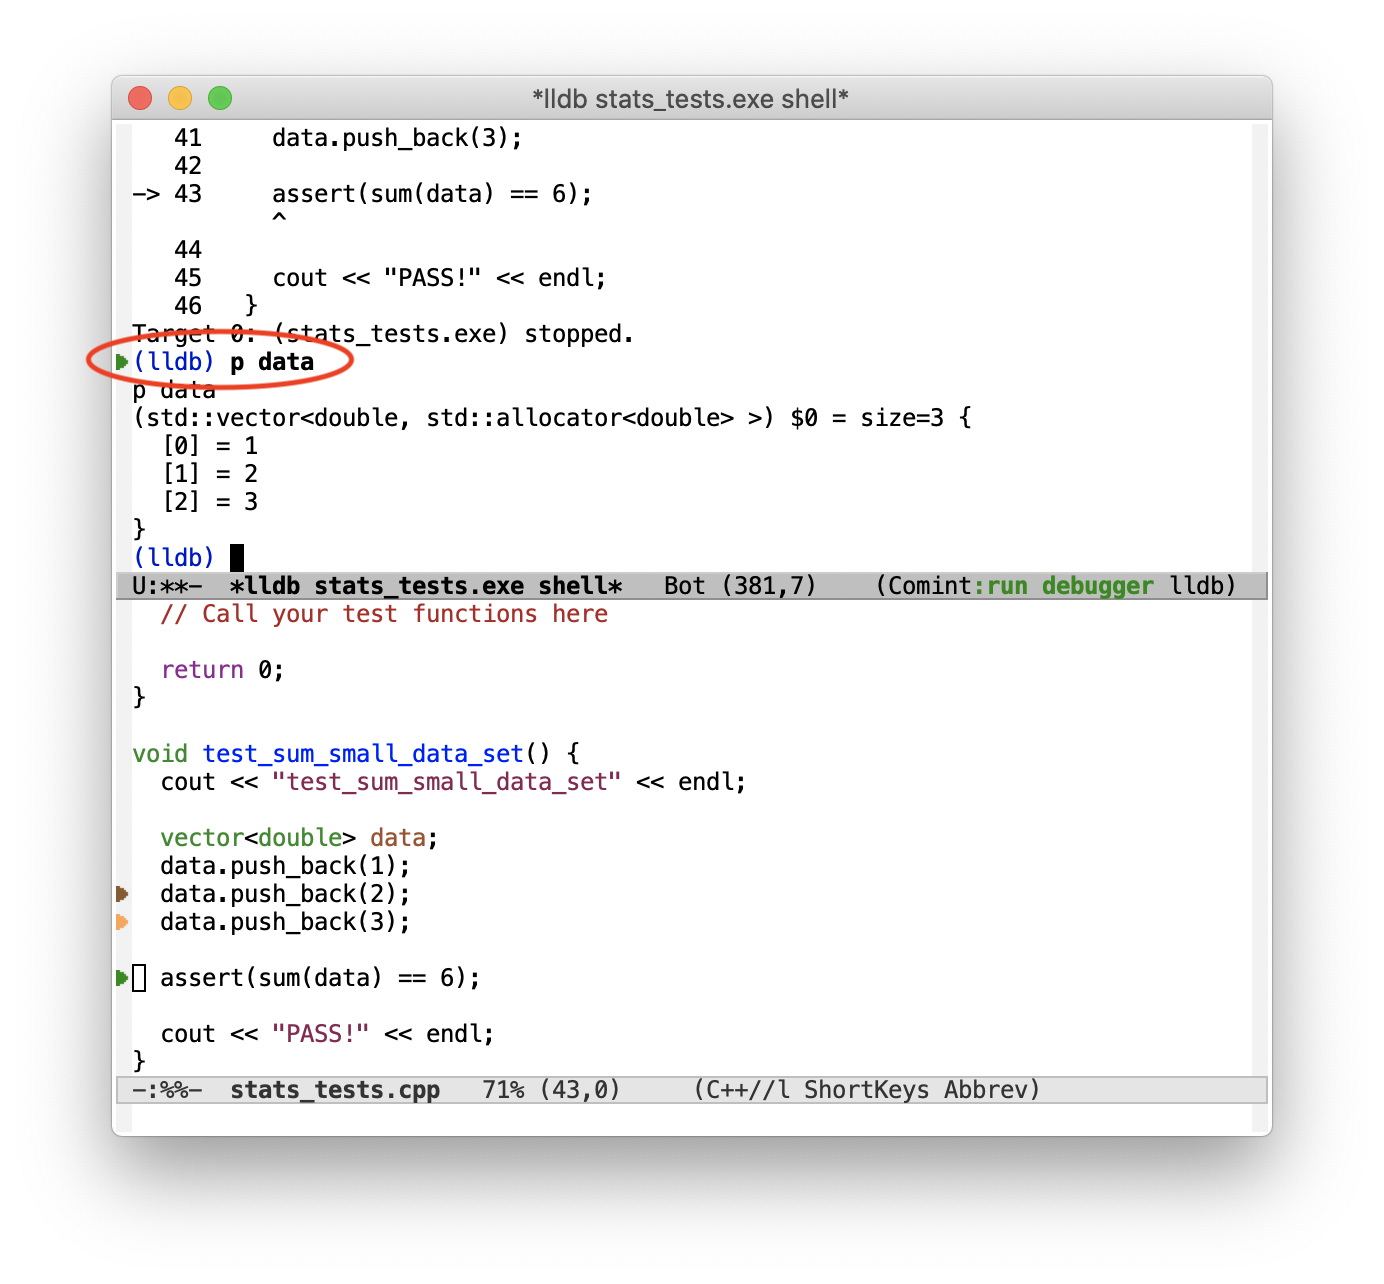 *lldb stats_tests.exe shell*
41     data.push_back(3);
42
-> 43     assert(sum(data) == 6);
^
44
45     cout << "PASS!" << endl;
46   }
Target 0: (stats_tests.exe) stopped.
(lldb) p data
p data
(std::vector<double, std::allocator<double> >) $0 = size=3 {
  [0] = 1
  [1] = 2
  [2] = 3
}
(lldb)
U:**-  *lldb stats_tests.exe shell*   Bot (381,7)    (Comint:run debugger lldb)
  // Call your test functions here
  return 0;
}
void test_sum_small_data_set() {
  cout << "test_sum_small_data_set" << endl;
  vector<double> data;
  data.push_back(1);
  data.push_back(2);
  data.push_back(3);
  assert(sum(data) == 6);
  cout << "PASS!" << endl;
}
-:%%-  stats_tests.cpp   71% (43,0)     (C++//l ShortKeys Abbrev)